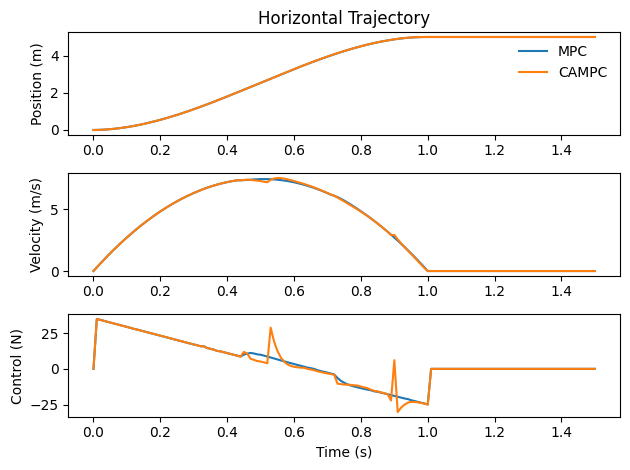 Horizontal Trajectory
Position (m)
4
2
0
MPC
CAMPC
0.0 0.2 0.4 0.6 0.8 1.0 1.2 1.4
Velocity (m/s)
5
0
0.0 0.2 0.4 0.6 0.8 1.0 1.2 1.4
Control (N)
25
0
−25
0.0 0.2 0.4 0.6 0.8 1.0 1.2 1.4
Time (s)